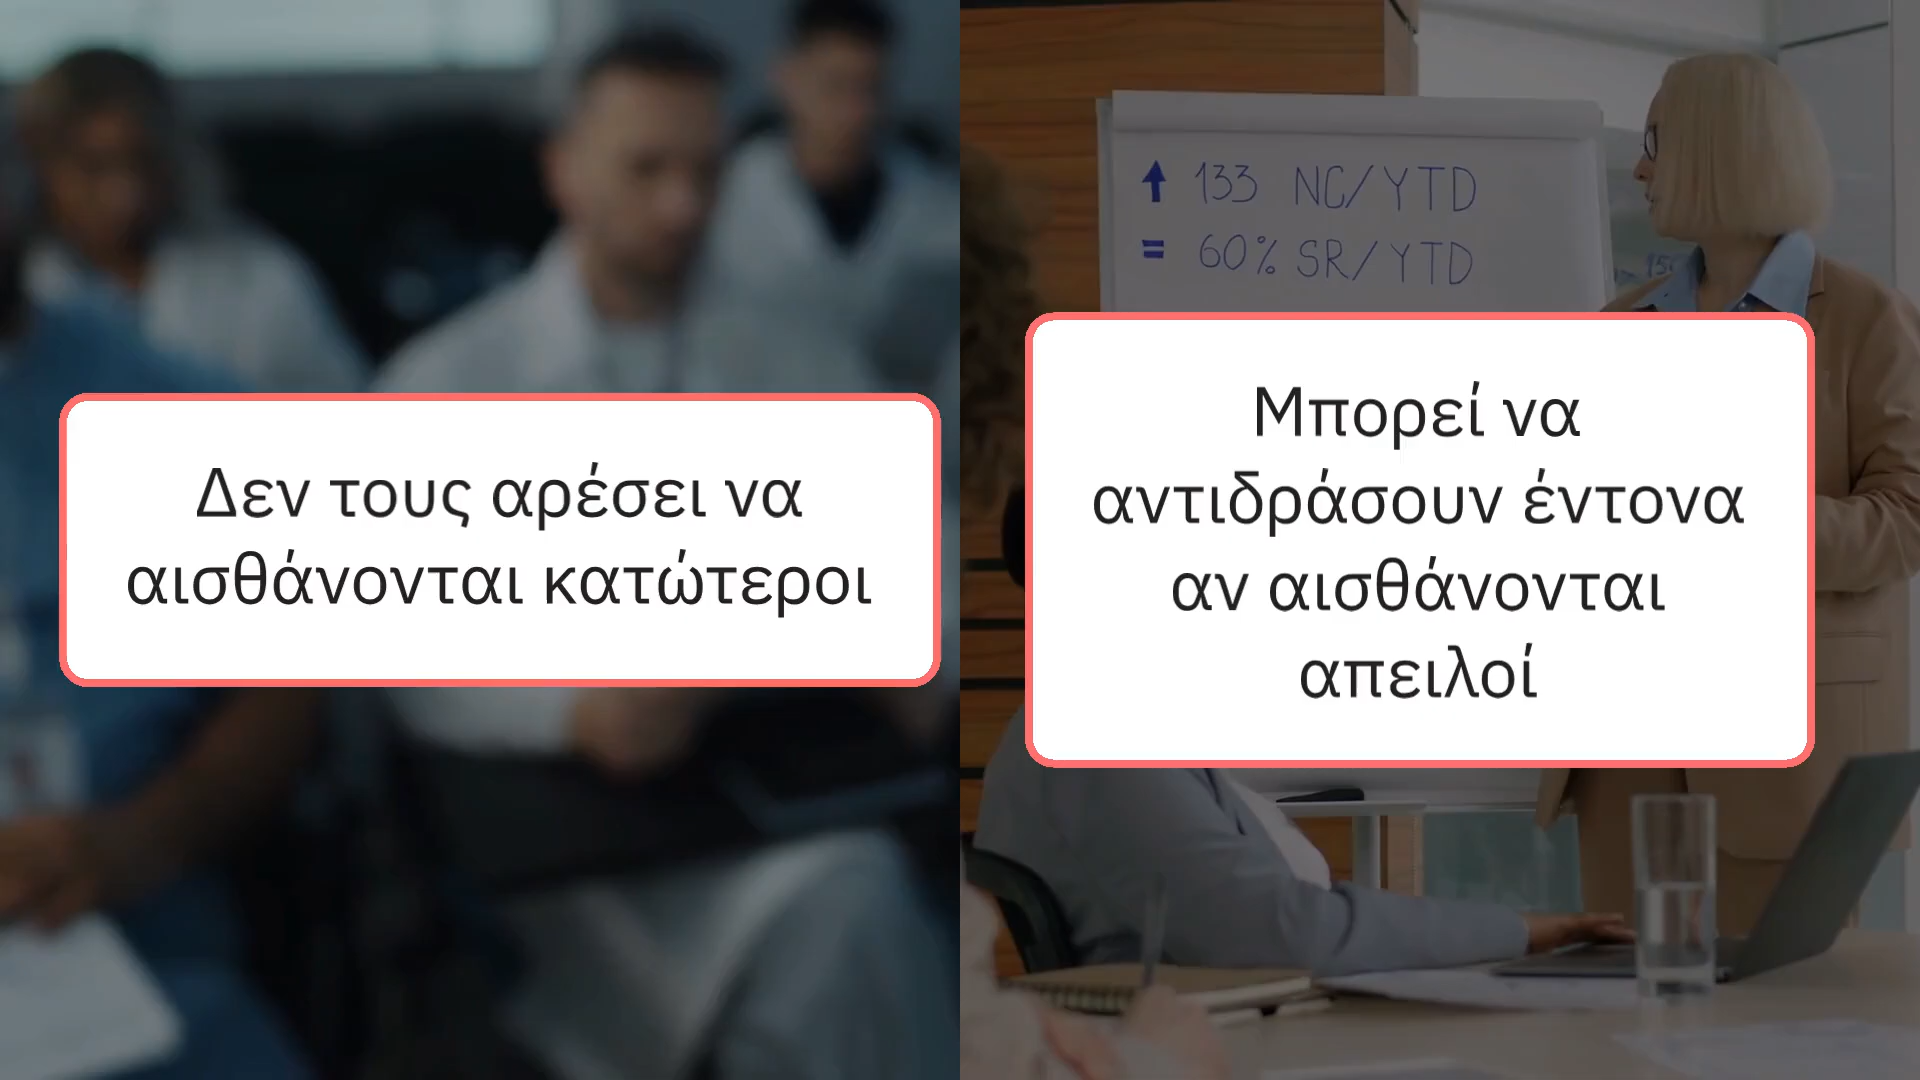 Δεν τους αρέσει να
αισθάνονται κατώτεροι
133 NC/YTD
= 60% SR/YTD
Μπορεί να
αντιδράσουν έντονα
αν αισθάνονται
απειλοί